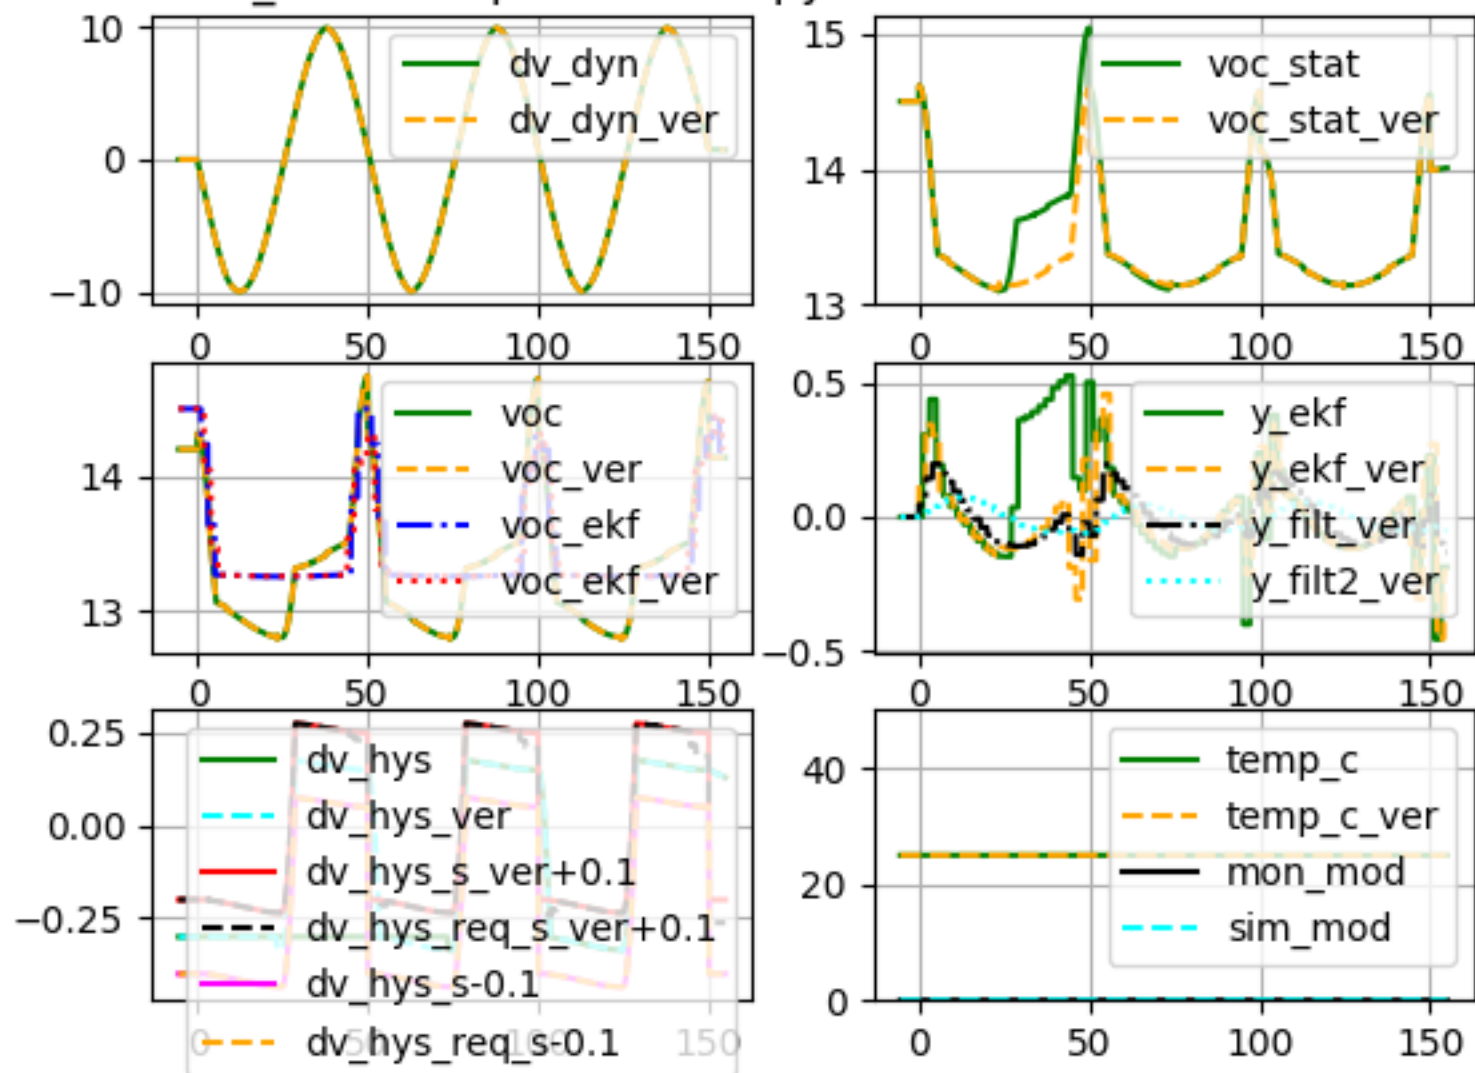 10
0
−10
0 50 100 150
dv_dyn
dv_dyn_ver
15
14
13
0 50 100 150
voc_stat
voc_stat_ver
14
13
0 50 100 150
voc
voc_ver
voc_ekf
voc_ekf_ver
0.5
0.0
−0.5
0 50 100 150
y_ekf
y_ekf_ver
y_filt_ver
y_filt2_ver
0.25
0.00
−0.25
dv_hys
dv_hys_ver
dv_hys_s_ver+0.1
dv_hys_req_s_ver+0.1
dv_hys_s-0.1
dv_hys_req_s-0.1
0 50 100 150
40
20
0
0 50 100 150
temp_c
temp_c_ver
mon_mod
sim_mod